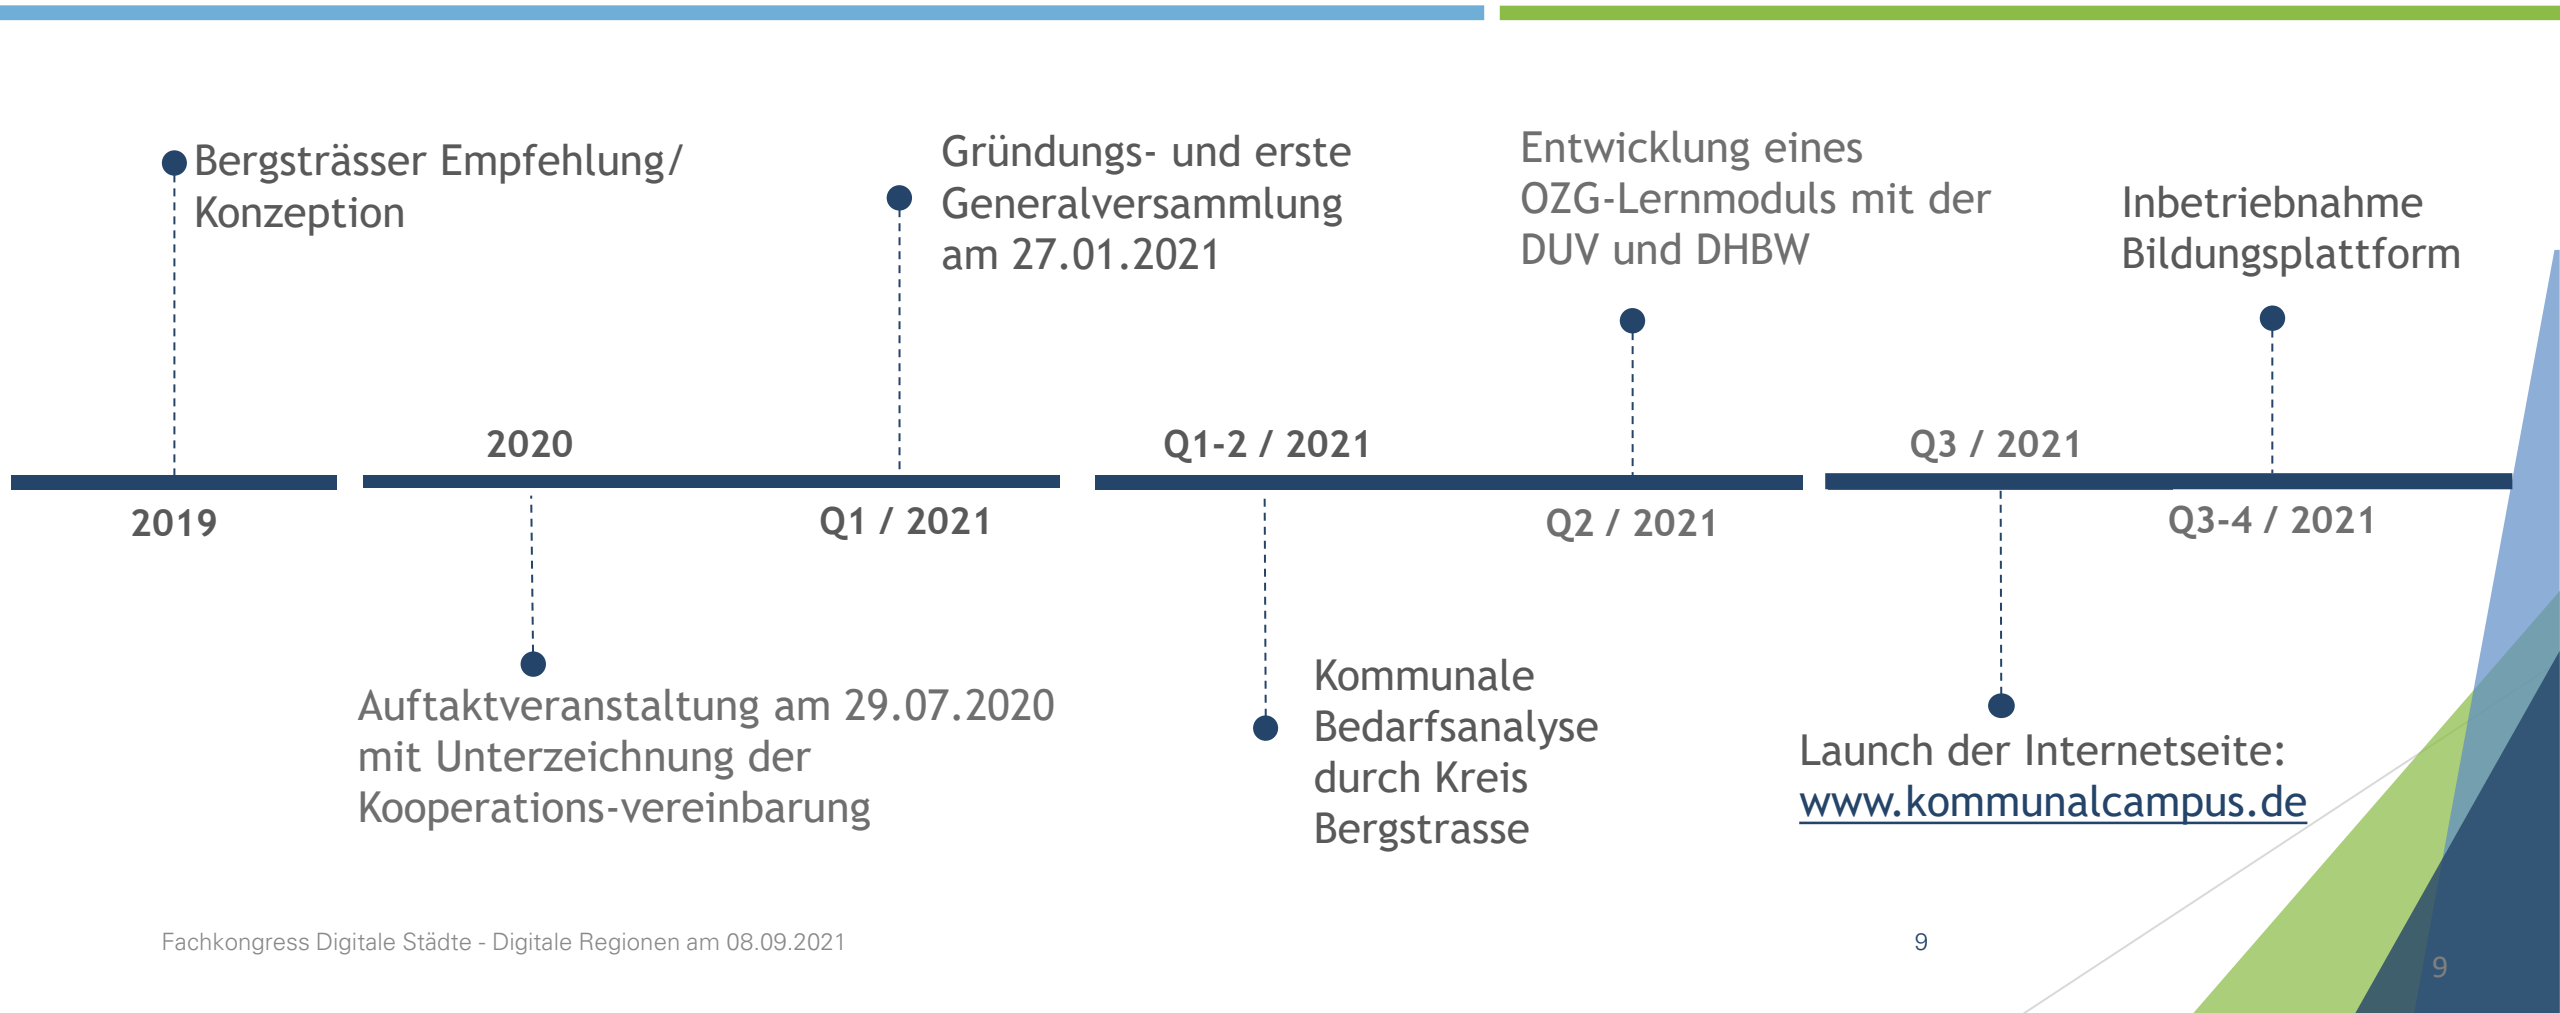 Bergsträsser Empfehlung/
Konzeption
Gründungs- und erste
Generalversammlung
am 27.01.2021
Entwicklung eines
OZG-Lernmoduls mit der
DUV und DHBW
Inbetriebnahme
Bildungsplattform
2020
Q1-2 / 2021
Q3 / 2021
2019
Q1 / 2021
Q2 / 2021
Q3-4 / 2021
Auftaktveranstaltung am 29.07.2020
mit Unterzeichnung der
Kooperations-vereinbarung
Kommunale
Bedarfsanalyse
durch Kreis
Bergstrasse
Launch der Internetseite:
www.kommunalcampus.de
Fachkongress Digitale Städte - Digitale Regionen am 08.09.2021
9
9